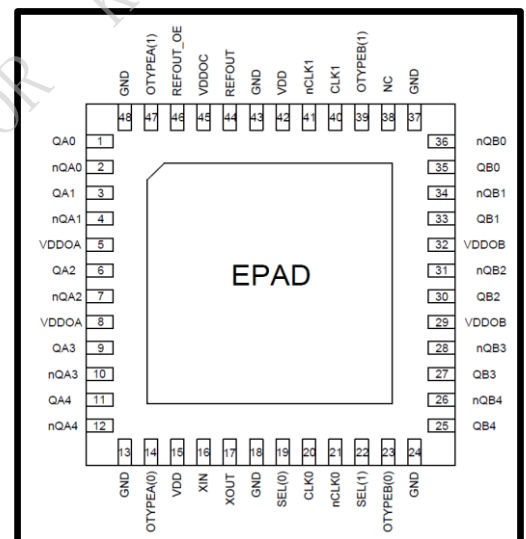 GND OTYPEA(1) REFOUT_OE VDDOC REFOUT GND VDD nCLK1 CLK1 OTYPEB(1) NC GND
48 47 46 45 44 43 42 41 40 39 38 37
QA0 1 36 nQB0
nQA0 2 35 QB0
QA1 3 34 nQB1
nQA1 4 33 QB1
VDDOA 5 32 VDDOB
QA2 6 31 nQB2
EPAD
nQA2 7 30 QB2
VDDOA 8 29 VDDOB
QA3 9 28 nQB3
nQA3 10 27 QB3
QA4 11 26 nQB4
nQA4 12 25 QB4
13 14 15 16 17 18 19 20 21 22 23 24
GND OTYPEA(0) VDD XIN XOUT GND SEL(0) CLK0 nCLK0 SEL(1) OTYPEB(0) GND